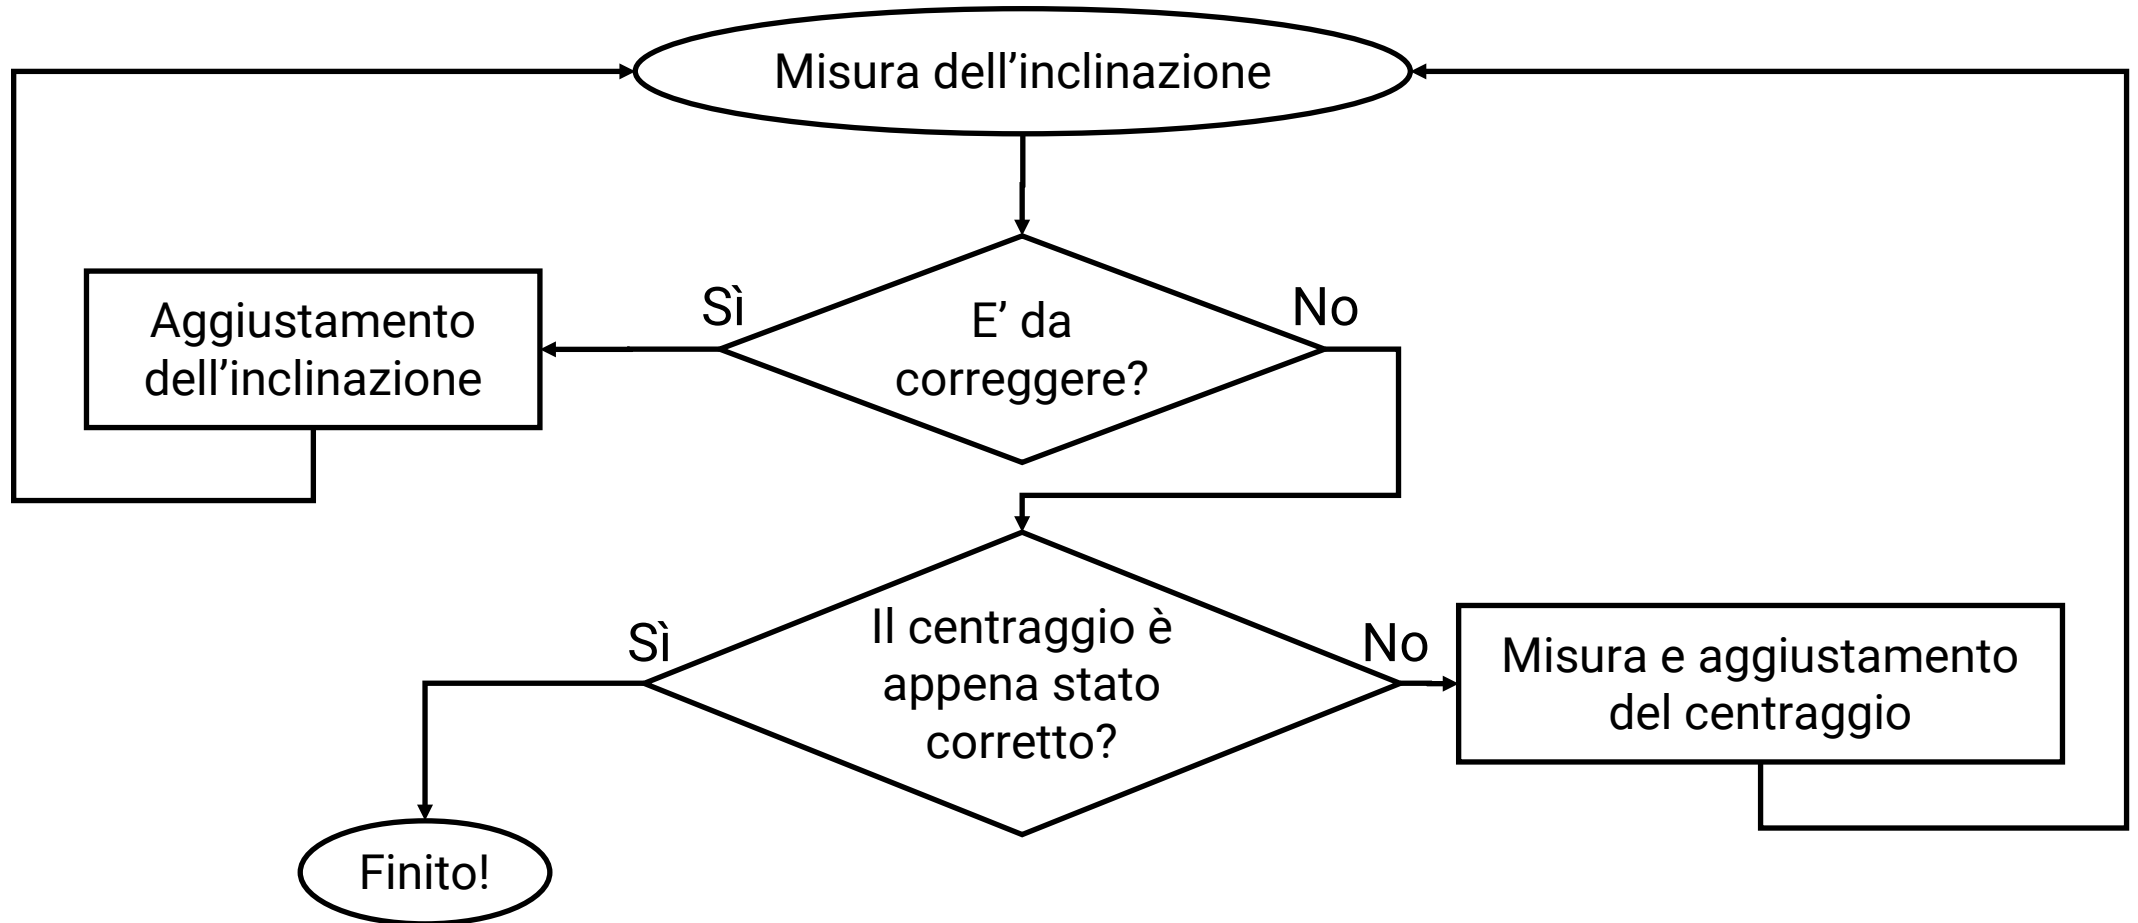 Misura dell’inclinazione
Sì
No
E’ da
correggere?
Aggiustamento
dell’inclinazione
Sì
No
Il centraggio è
appena stato
corretto?
Misura e aggiustamento
del centraggio
Finito!